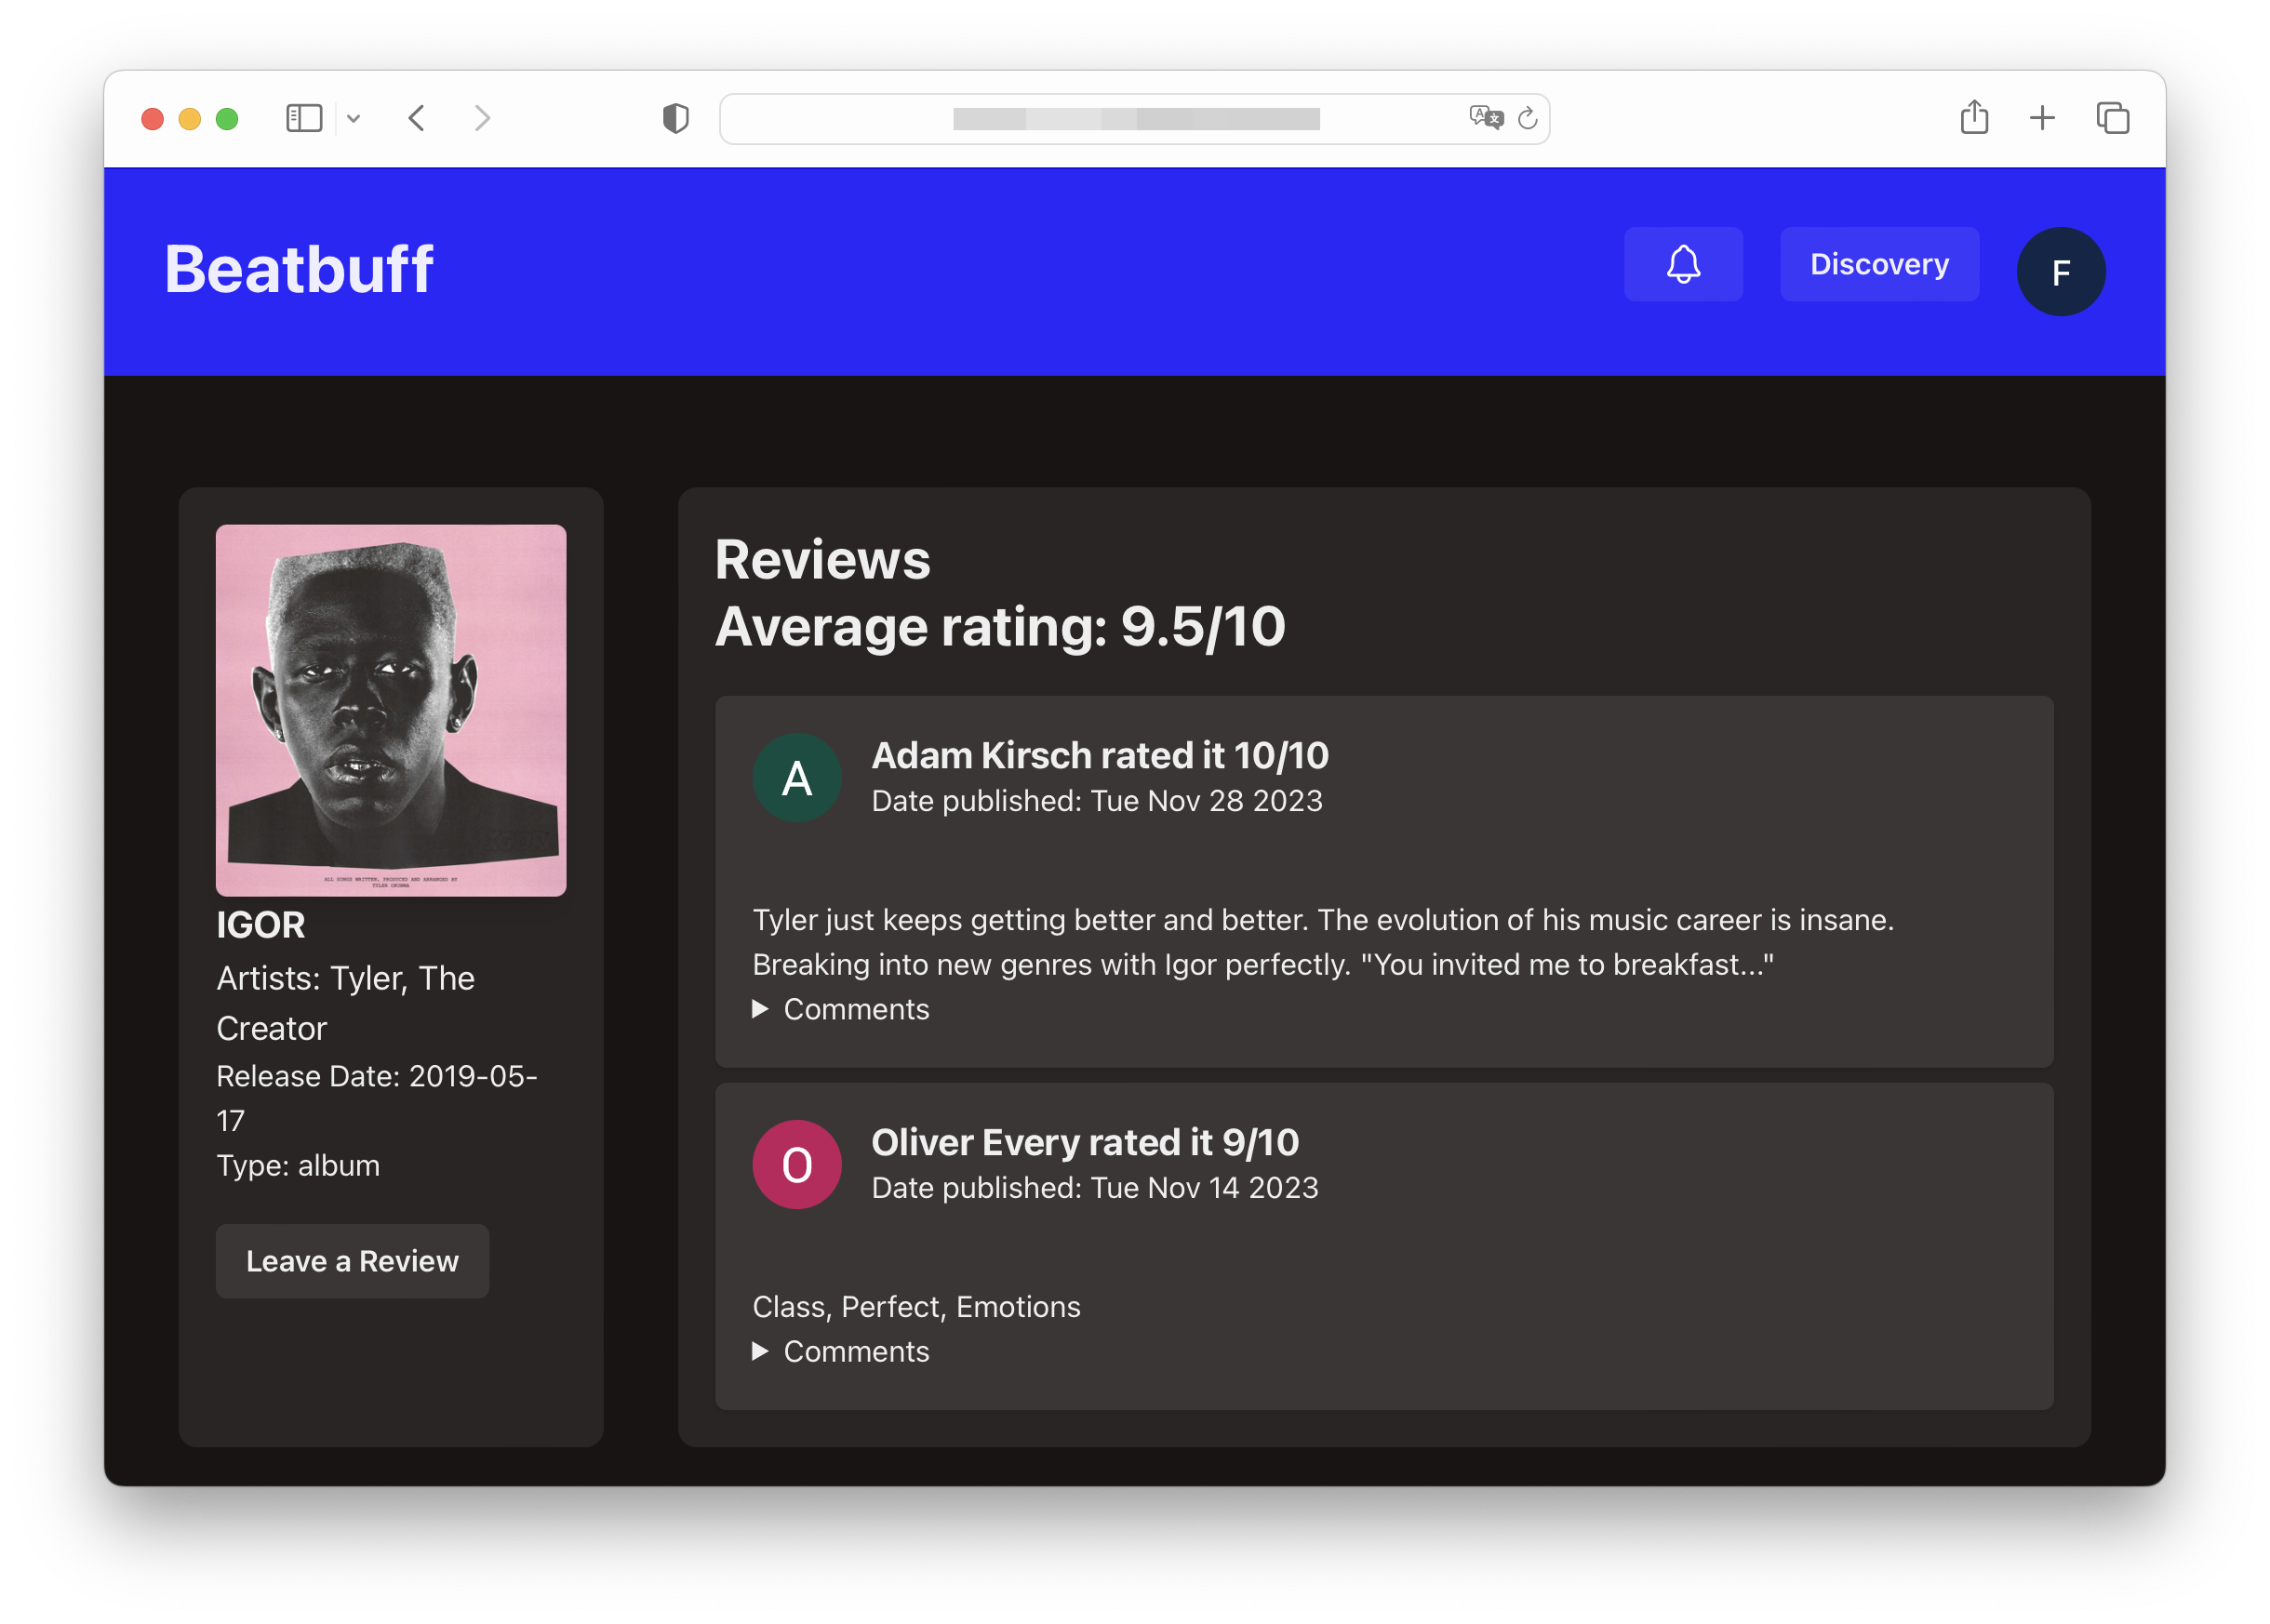 Beatbuff
Discovery
F
ALL SONGS WRITTEN, PRODUCED AND ARRANGED BY
TYLER OKONMA
IGOR
Artists: Tyler, The
Creator
Release Date: 2019-05-
17
Type: album
Leave a Review
Reviews
Average rating: 9.5/10
A
Adam Kirsch rated it 10/10
Date published: Tue Nov 28 2023
Tyler just keeps getting better and better. The evolution of his music career is insane.
Breaking into new genres with Igor perfectly. "You invited me to breakfast..."
Comments
O
Oliver Every rated it 9/10
Date published: Tue Nov 14 2023
Class, Perfect, Emotions
Comments